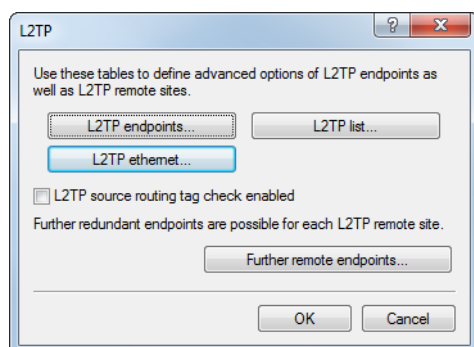 L2TP
Use these tables to define advanced options of L2TP endpoints as
well as L2TP remote sites.
L2TP endpoints... L2TP list...
L2TP ethernet...
L2TP source routing tag check enabled
Further redundant endpoints are possible for each L2TP remote site.
Further remote endpoints...
OK Cancel